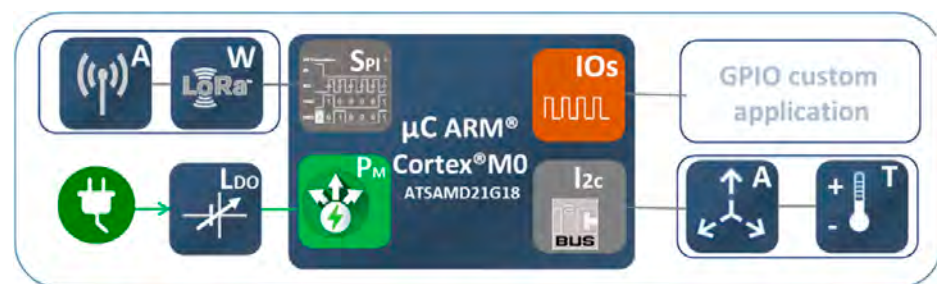 A
W
LoRa
SPI
IOs
GPIO custom
application
µC ARM®
Cortex®M0
ATSAMD21G18
LDO
PM
I2c
BUS
A
+
-
T